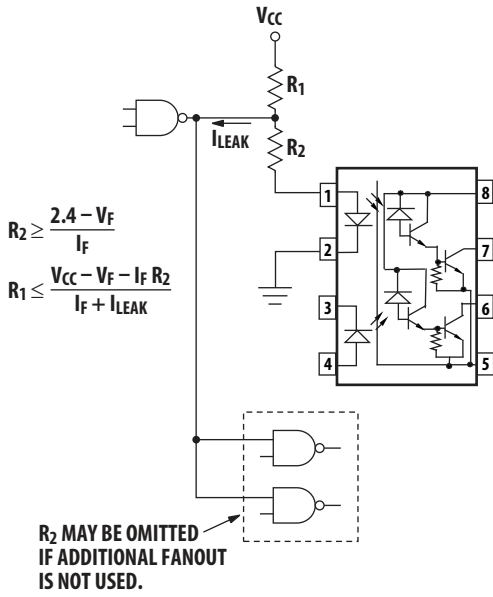 VCC
R1
ILEAK
R2
1
2
3
4
8
7
6
5
R2 ≥ 2.4 – VF
IF
R1 ≤ VCC – VF – IF R2
IF + ILEAK
R2 MAY BE OMITTED
IF ADDITIONAL FANOUT
IS NOT USED.